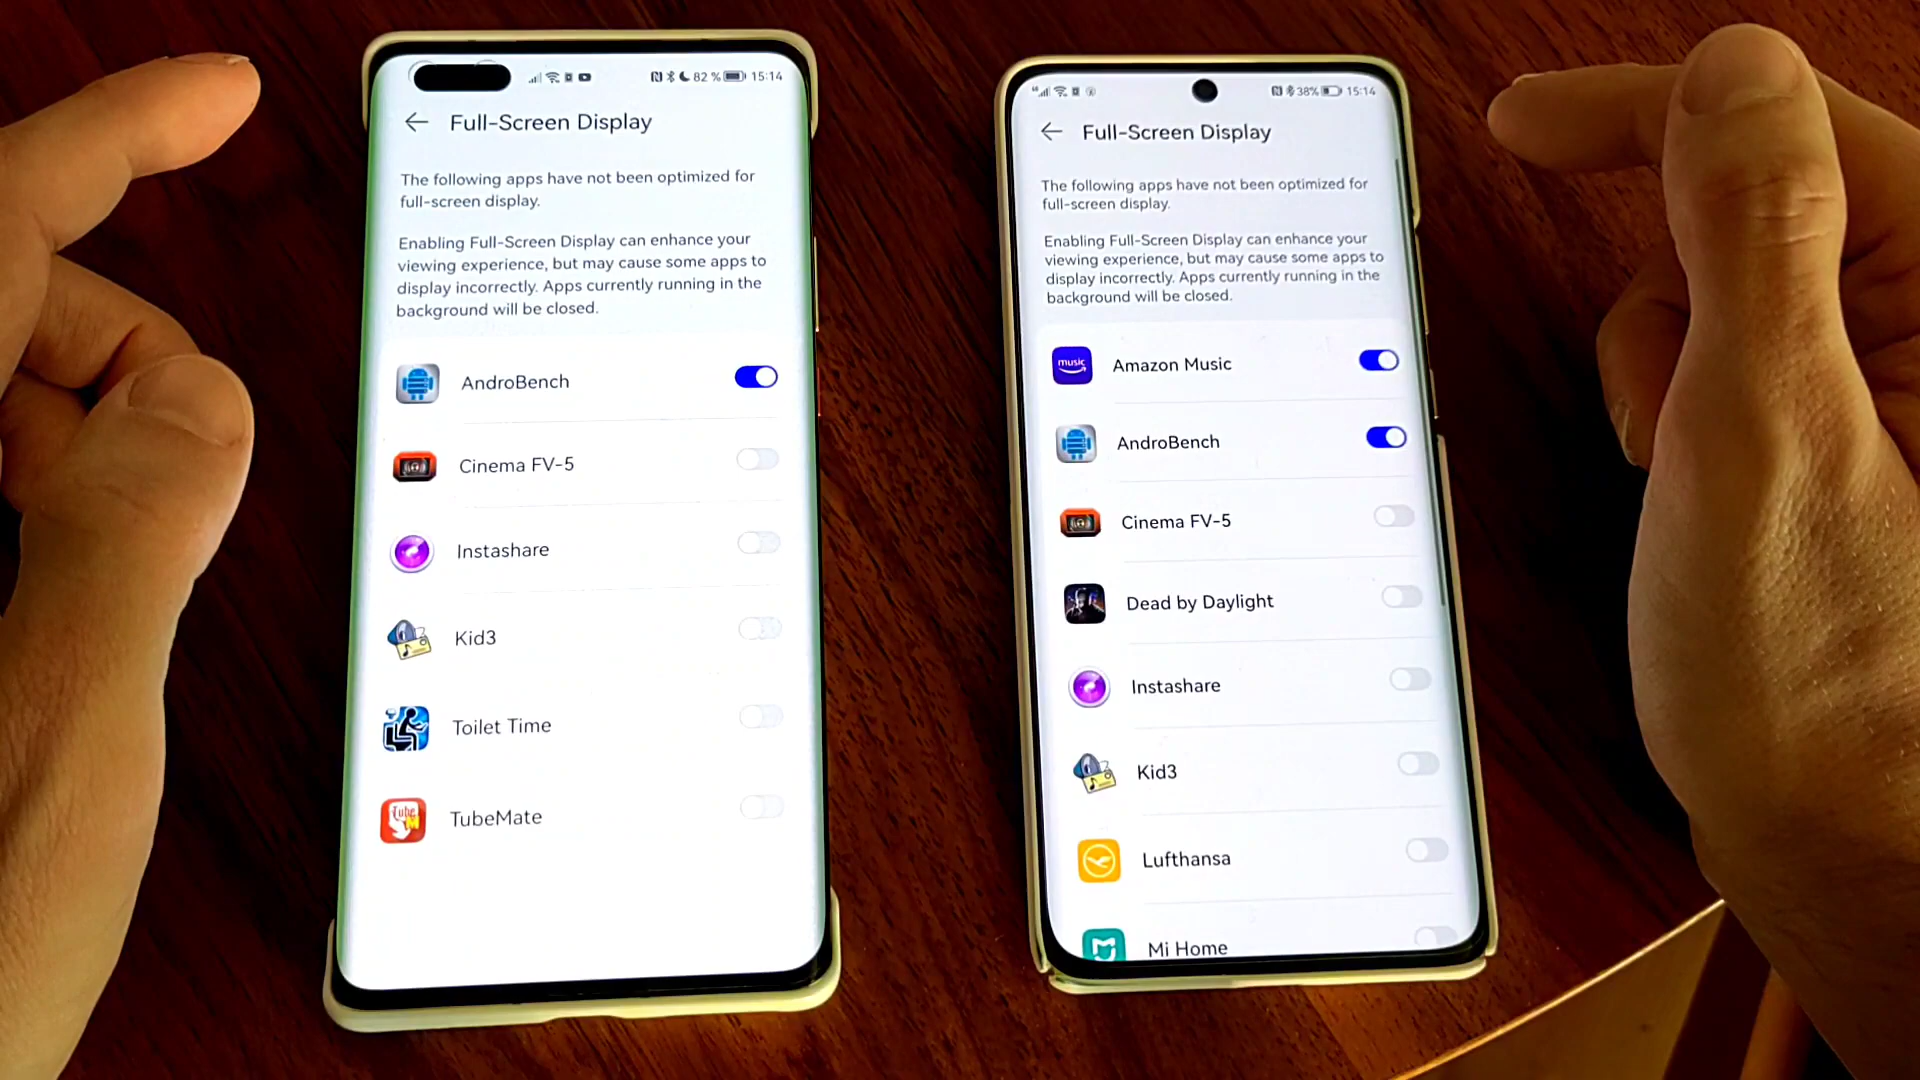 82 % 15:14
Full-Screen Display
The following apps have not been optimized for
full-screen display.
Enabling Full-Screen Display can enhance your
viewing experience, but may cause some apps to
display incorrectly. Apps currently running in the
background will be closed.
AndroBench
Cinema FV-5
Instashare
Kid3
Toilet Time
Tube
M
TubeMate
38% 15:14
Full-Screen Display
The following apps have not been optimized for
full-screen display.
Enabling Full-Screen Display can enhance your
viewing experience, but may cause some apps to
display incorrectly. Apps currently running in the
background will be closed.
music
Amazon Music
AndroBench
Cinema FV-5
Dead by Daylight
Instashare
Kid3
Lufthansa
Mi Home